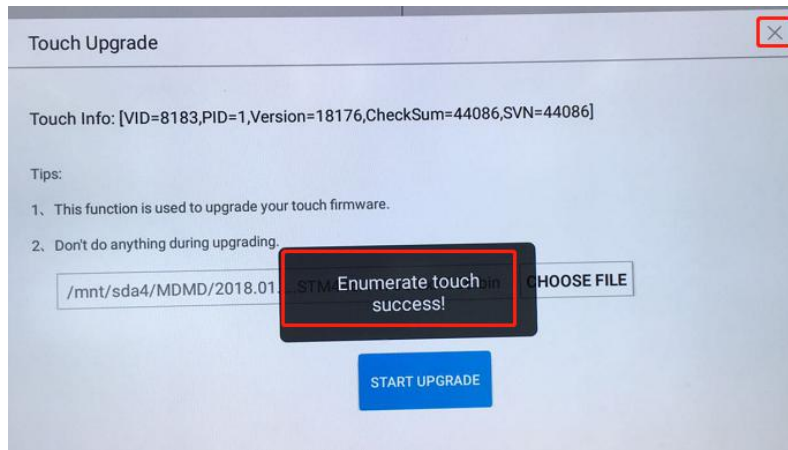 Touch Upgrade
Touch Info: [VID=8183,PID=1,Version=18176,CheckSum=44086,SVN=44086]
Tips:
1、This function is used to upgrade your touch firmware.
2、Don't do anything during upgrading.
/mnt/sda4/MDMD/2018.01. bin CHOOSE FILE
Enumerate touch
success!
START UPGRADE